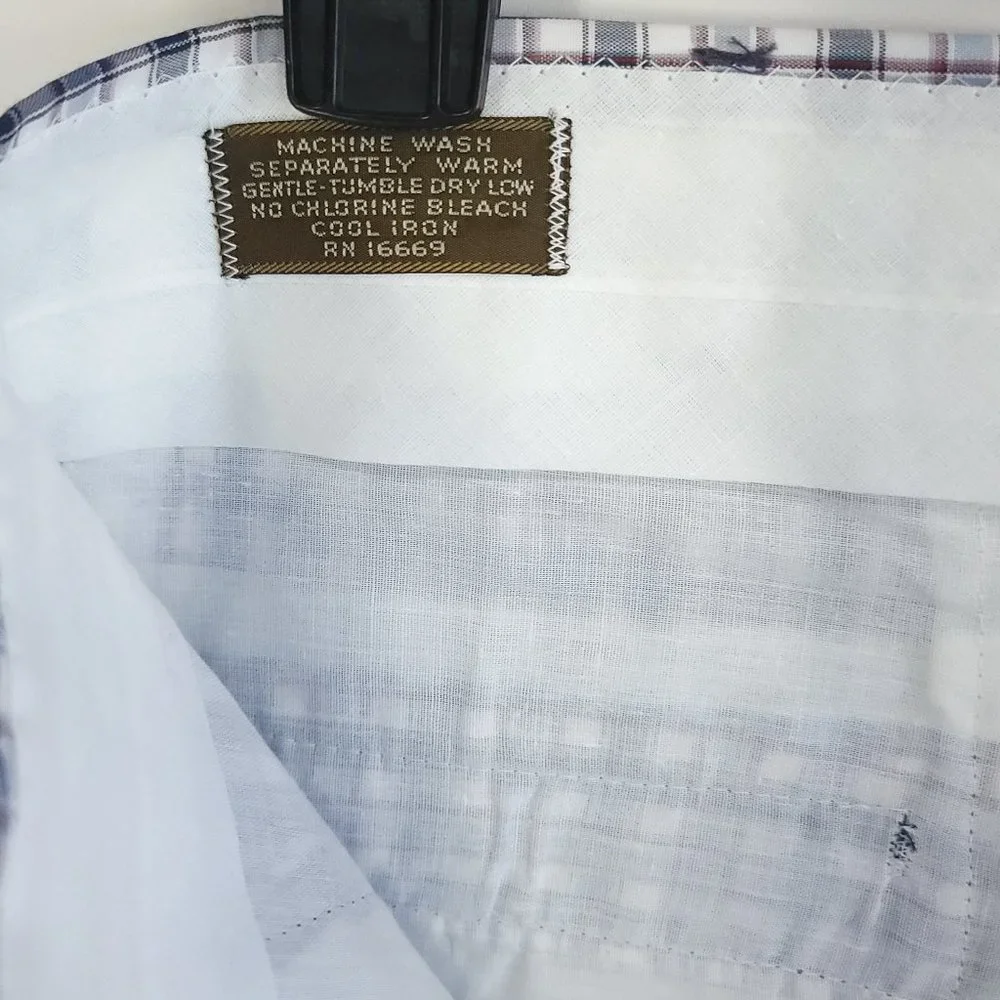 MACHINE WASH
SEPARATELY WARM
GENTLE-TUMBLE DRY LOW
NO CHLORINE BLEACH
COOL IRON
RN 16669